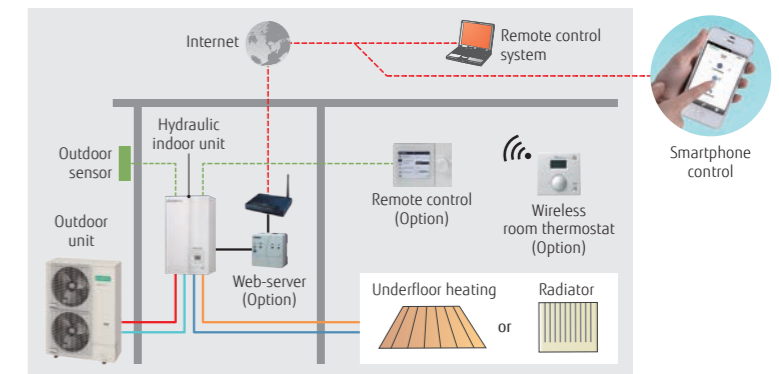 Internet
Remote control
system
Smartphone
control
Hydraulic
indoor unit
Outdoor
sensor
Outdoor
unit
Web-server
(Option)
Remote control
(Option)
Wireless
room thermostat
(Option)
Underfloor heating
or
Radiator